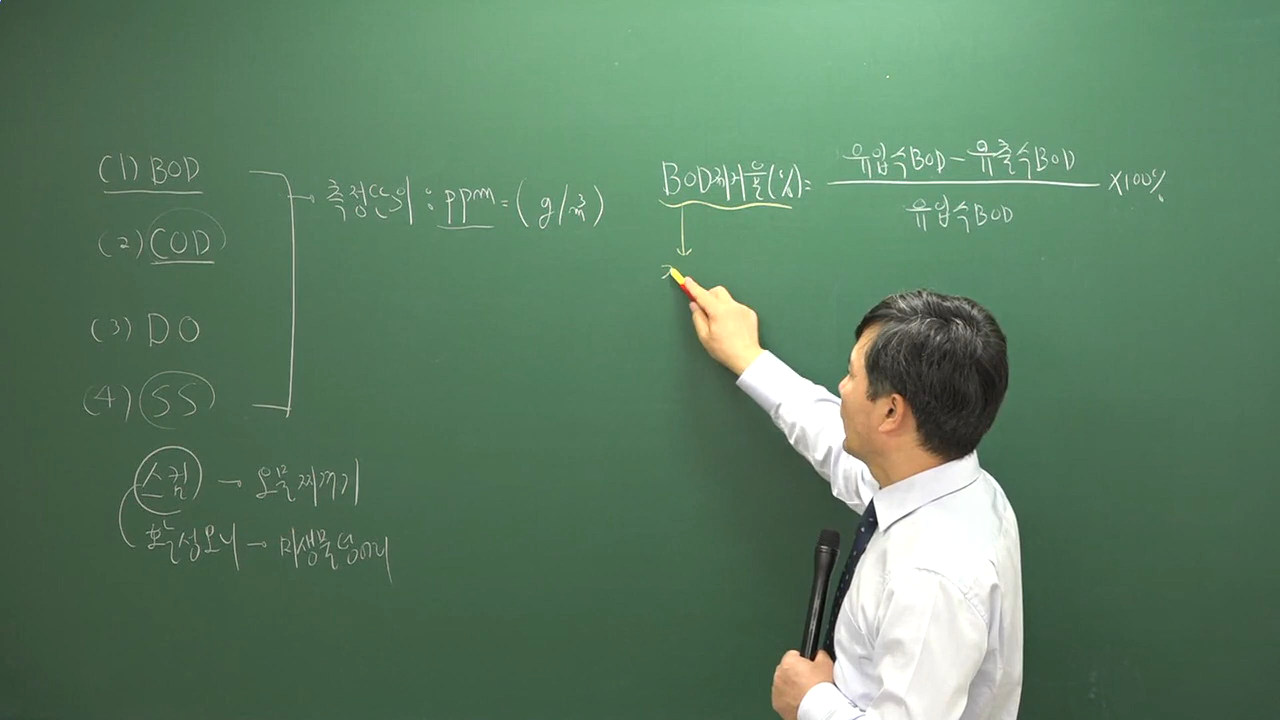 (1) BOD
(2) COD
(3) DO
(4) SS
→ 측정단위 : ppm = (g/m³)
스컴 → 오물찌꺼기
활성오니 → 미생물덩어리
BOD제거율(%) = 유입수BOD - 유출수BOD
유입수BOD
×100%